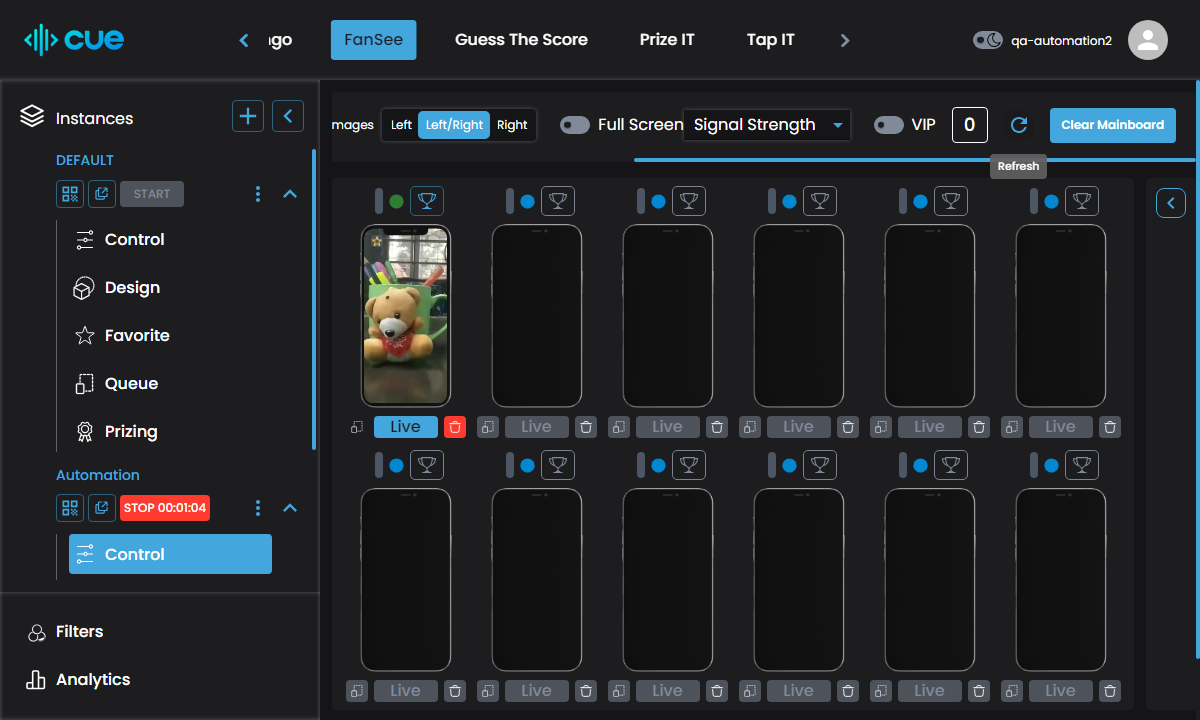 cue
ngo
FanSee
Guess The Score
Prize IT
Tap IT
qa-automation2
Instances
mages
Left
Left/Right
Right
Full Screen
Signal Strength
VIP
0
Clear Mainboard
Refresh
DEFAULT
START
Control
Design
Favorite
Queue
Prizing
Automation
STOP 00:01:04
Control
Filters
Analytics
Live
Live
Live
Live
Live
Live
Live
Live
Live
Live
Live
Live